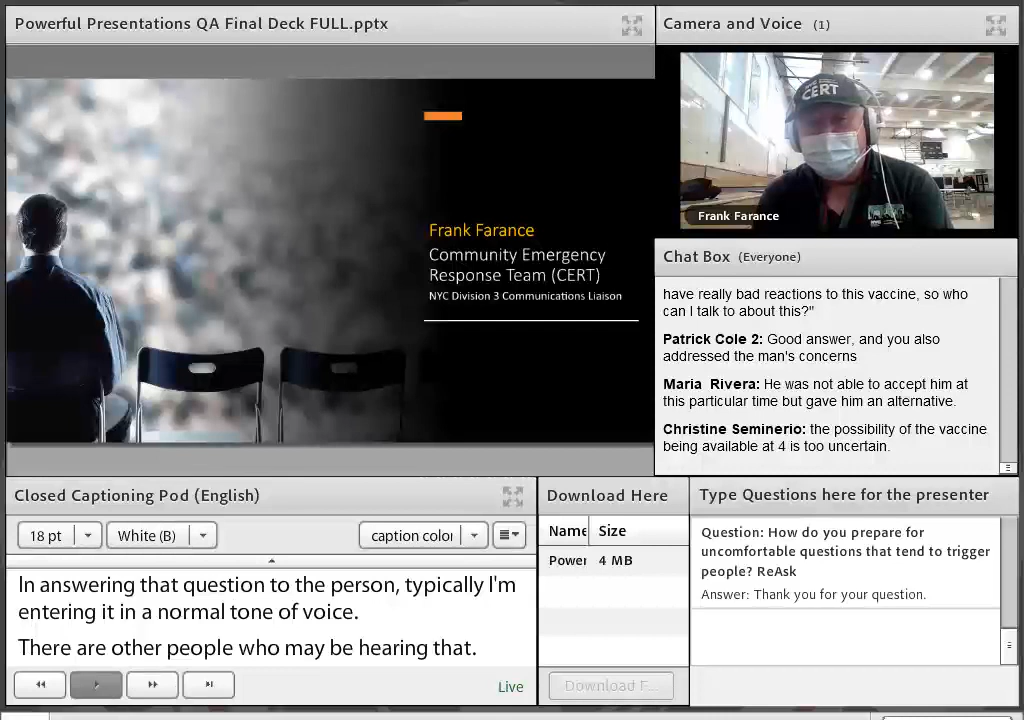 Powerful Presentations QA Final Deck FULL.pptx
Frank Farance
Community Emergency
Response Team (CERT)
NYC Division 3 Communications Liaison
Camera and Voice (1)
CERT
Frank Farance
Chat Box (Everyone)
have really bad reactions to this vaccine, so who
can I talk to about this?"
Patrick Cole 2: Good answer, and you also
addressed the man's concerns
Maria Rivera: He was not able to accept him at
this particular time but gave him an alternative.
Christine Seminerio: the possibility of the vaccine
being available at 4 is too uncertain.
Closed Captioning Pod (English)
18 pt
White (B)
caption color
In answering that question to the person, typically I'm
entering it in a normal tone of voice.
There are other people who may be hearing that.
Live
Download Here
Name Size
Power 4 MB
Download F...
Type Questions here for the presenter
Question: How do you prepare for
uncomfortable questions that tend to trigger
people? ReAsk
Answer: Thank you for your question.